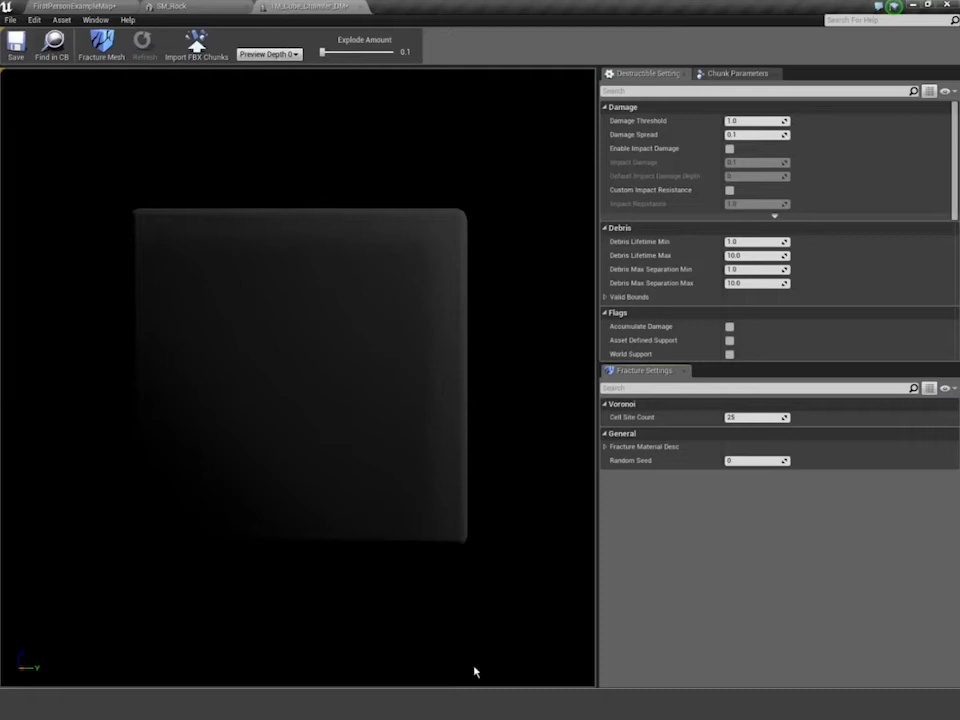 FirstPersonExampleMap*
SM_Rock
1M_Cube_Chamfer_DM*
File Edit Asset Window Help
Search For Help
Save
Find in CB
Fracture Mesh
Refresh
Import FBX Chunks
Preview Depth 0
Explode Amount
0.1
Destructible Setting
Chunk Parameters
Search
Damage
Damage Threshold 1.0
Damage Spread 0.1
Enable Impact Damage
Impact Damage 0.1
Default Impact Damage Depth 0
Custom Impact Resistance
Impact Resistance 1.0
Debris
Debris Lifetime Min 1.0
Debris Lifetime Max 10.0
Debris Max Separation Min 1.0
Debris Max Separation Max 10.0
Valid Bounds
Flags
Accumulate Damage
Asset Defined Support
World Support
Fracture Settings
Search
Voronoi
Cell Site Count 25
General
Fracture Material Desc
Random Seed 0
Y